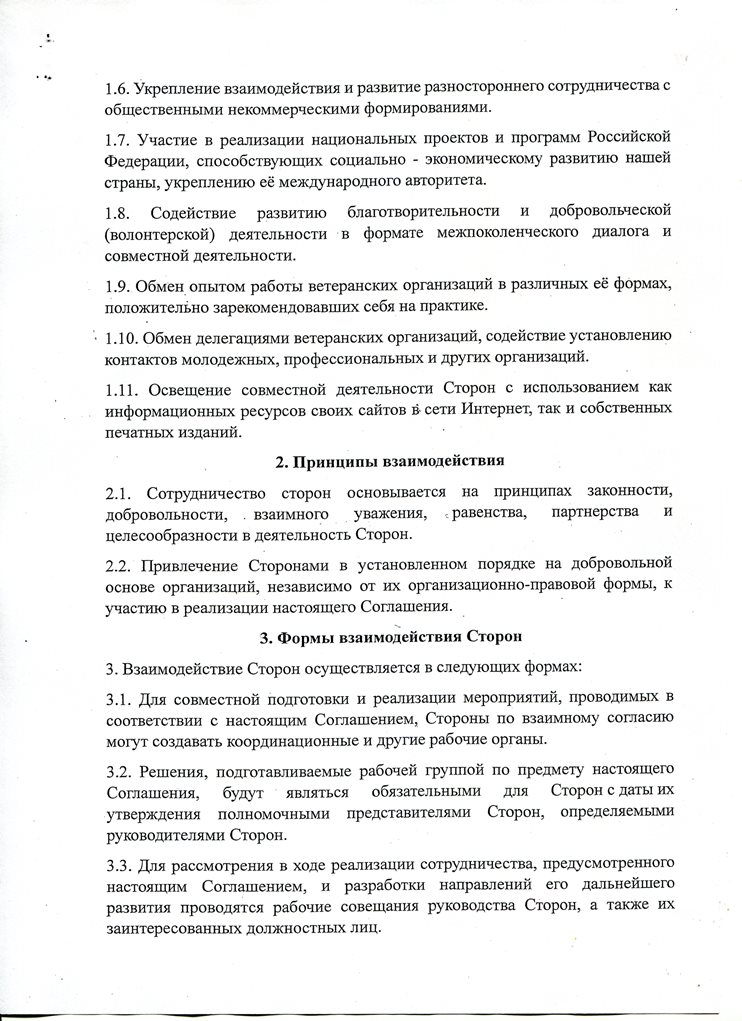 1.6. Укрепление взаимодействия и развитие разностороннего сотрудничества с
общественными некоммерческими формированиями.
1.7. Участие в реализации национальных проектов и программ Российской
Федерации, способствующих социально - экономическому развитию нашей
страны, укреплению её международного авторитета.
1.8. Содействие развитию благотворительности и добровольческой
(волонтерской) деятельности в формате межпоколенческого диалога и
совместной деятельности.
1.9. Обмен опытом работы ветеранских организаций в различных её формах,
положительно зарекомендовавших себя на практике.
1.10. Обмен делегациями ветеранских организаций, содействие установлению
контактов молодежных, профессиональных и других организаций.
1.11. Освещение совместной деятельности Сторон с использованием как
информационных ресурсов своих сайтов в сети Интернет, так и собственных
печатных изданий.
2. Принципы взаимодействия
2.1. Сотрудничество сторон основывается на принципах законности,
добровольности, взаимного уважения, равенства, партнерства и
целесообразности в деятельность Сторон.
2.2. Привлечение Сторонами в установленном порядке на добровольной
основе организаций, независимо от их организационно-правовой формы, к
участию в реализации настоящего Соглашения.
3. Формы взаимодействия Сторон
3. Взаимодействие Сторон осуществляется в следующих формах:
3.1. Для совместной подготовки и реализации мероприятий, проводимых в
соответствии с настоящим Соглашением, Стороны по взаимному согласию
могут создавать координационные и другие рабочие органы.
3.2. Решения, подготавливаемые рабочей группой по предмету настоящего
Соглашения, будут являться обязательными для Сторон с даты их
утверждения полномочными представителями Сторон, определяемыми
руководителями Сторон.
3.3. Для рассмотрения в ходе реализации сотрудничества, предусмотренного
настоящим Соглашением, и разработки направлений его дальнейшего
развития проводятся рабочие совещания руководства Сторон, а также их
заинтересованных должностных лиц.